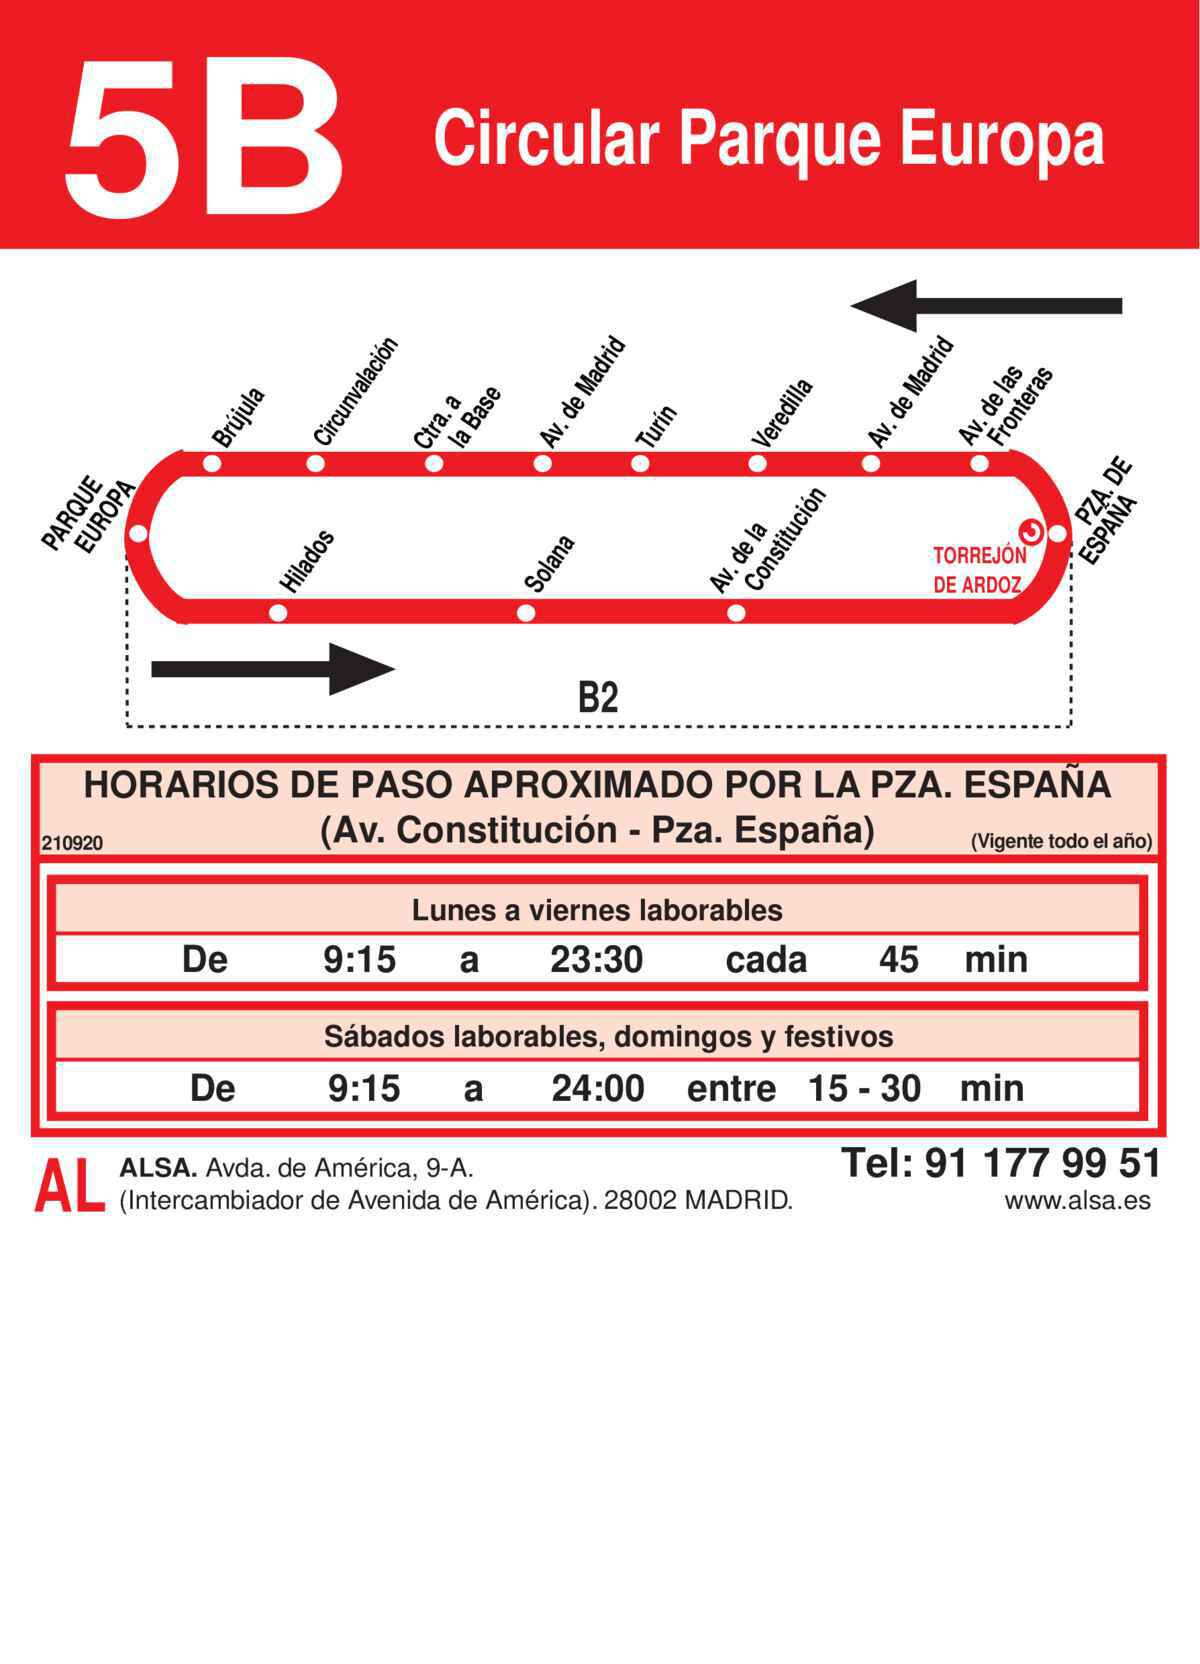 5B
Circular Parque Europa
Brújula
Circunvalación
Ctra. a
la Base
Av. de Madrid
Turín
Veredilla
Av. de Madrid
Av. de las
Fronteras
PARQUE
EUROPA
PZA. DE
ESPAÑA
Hilados
Solana
Av. de la
Constitución
TORREJÓN
DE ARDOZ
B2
HORARIOS DE PASO APROXIMADO POR LA PZA. ESPAÑA
(Av. Constitución - Pza. España)
210920
(Vigente todo el año)
Lunes a viernes laborables
De 9:15 a 23:30 cada 45 min
Sábados laborables, domingos y festivos
De 9:15 a 24:00 entre 15 - 30 min
AL
ALSA. Avda. de América, 9-A.
(Intercambiador de Avenida de América). 28002 MADRID.
Tel: 91 177 99 51
www.alsa.es